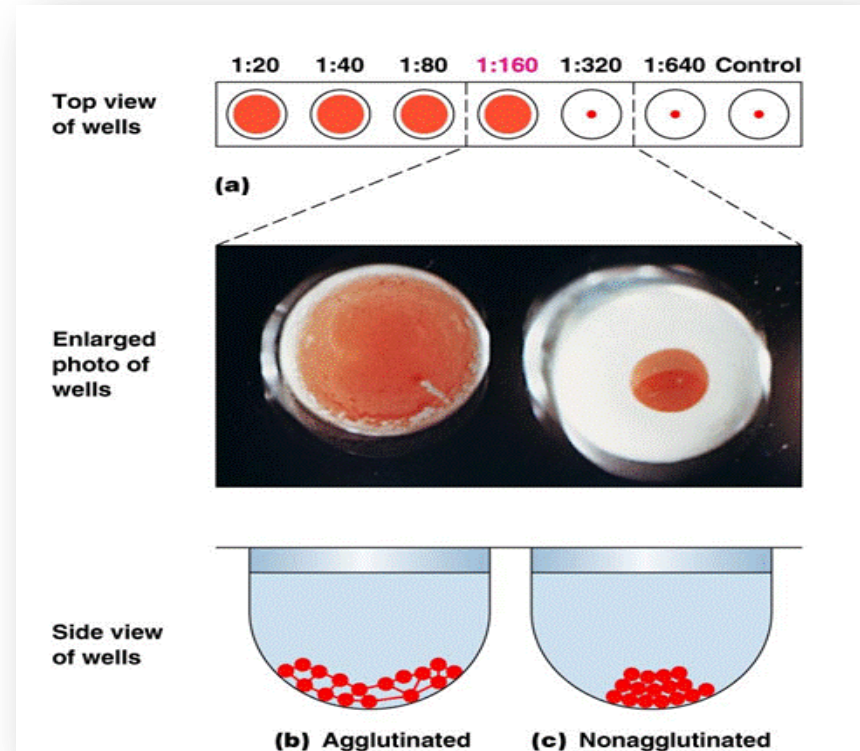 1:20 1:40 1:80 1:160 1:320 1:640 Control
Top view
of wells
(a)
Enlarged
photo of
wells
Side view
of wells
(b) Agglutinated (c) Nonagglutinated